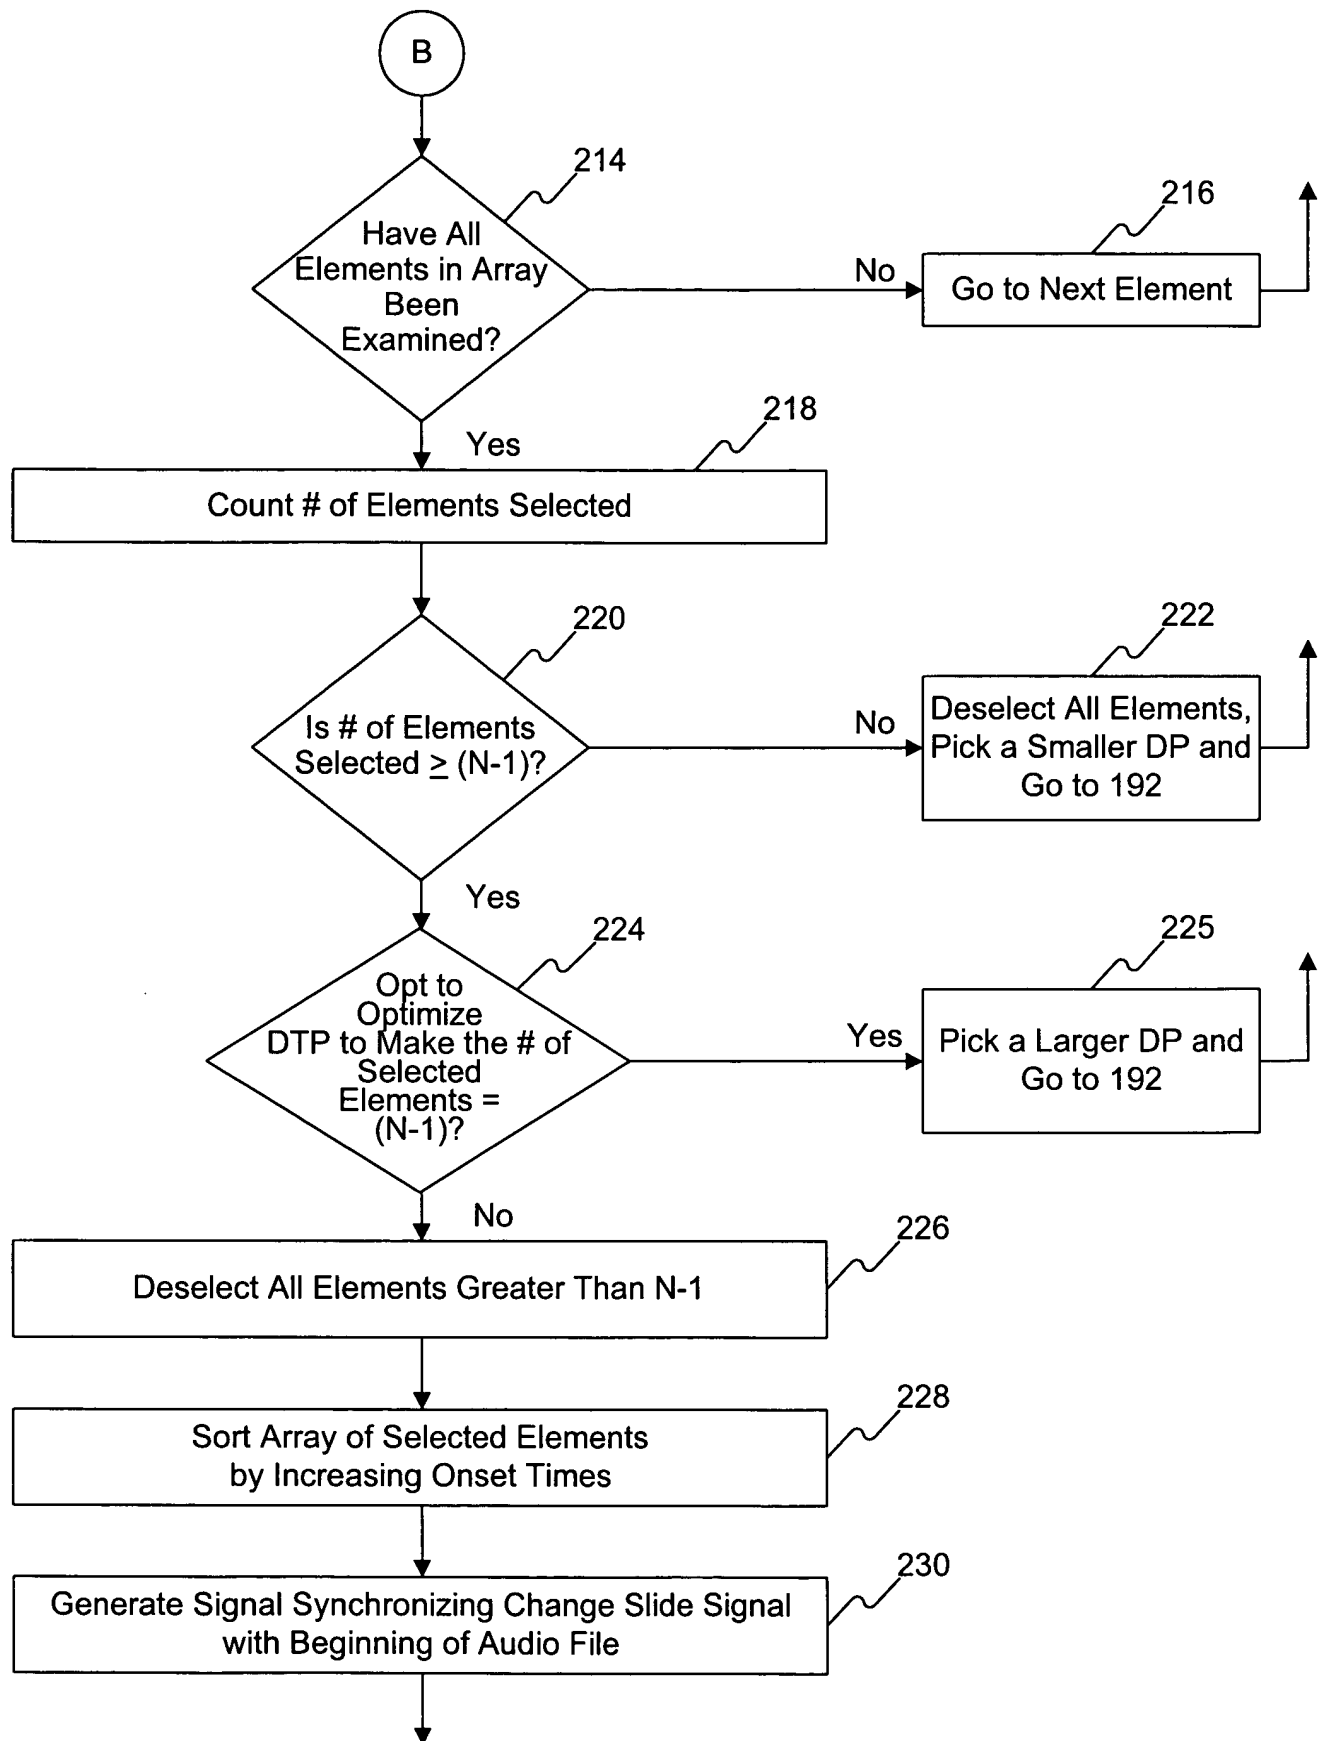 B
214
Have All
Elements in Array
Been
Examined?
No
216
Go to Next Element
Yes
218
Count # of Elements Selected
220
Is # of Elements
Selected ≥ (N-1)?
No
222
Deselect All Elements,
Pick a Smaller DP and
Go to 192
Yes
224
Opt to
Optimize
DTP to Make the # of
Selected
Elements =
(N-1)?
Yes
225
Pick a Larger DP and
Go to 192
No
226
Deselect All Elements Greater Than N-1
228
Sort Array of Selected Elements
by Increasing Onset Times
230
Generate Signal Synchronizing Change Slide Signal
with Beginning of Audio File